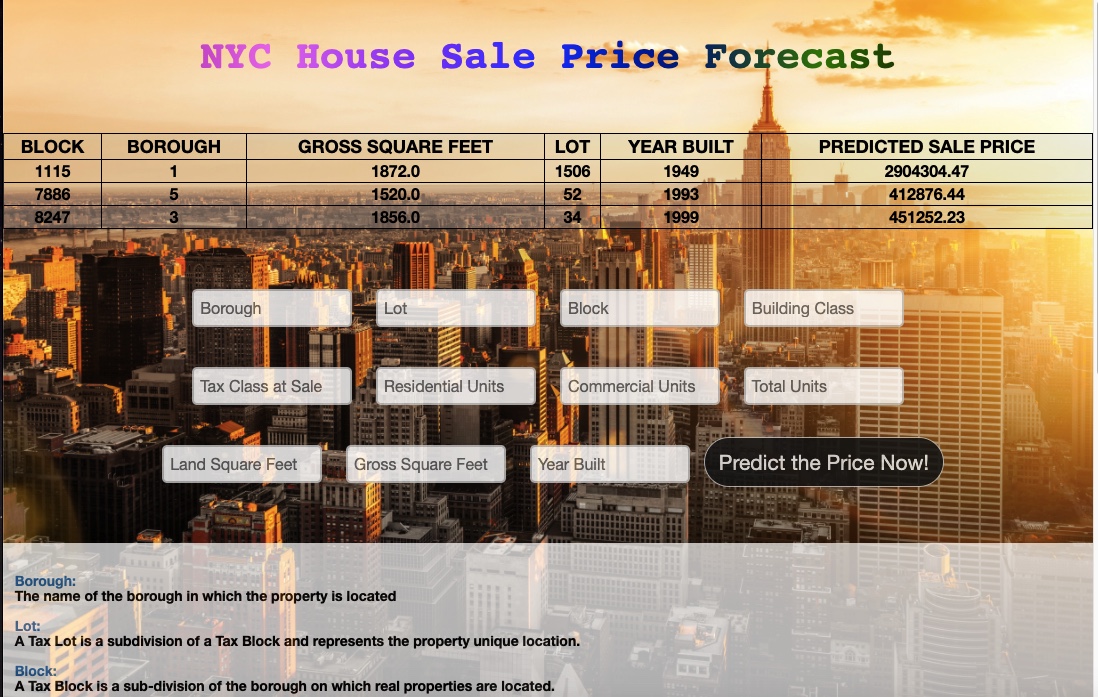 NYC House Sale Price Forecast
BLOCK BOROUGH GROSS SQUARE FEET LOT YEAR BUILT PREDICTED SALE PRICE
1115 1 1872.0 1506 1949 2904304.47
7886 5 1520.0 52 1993 412876.44
8247 3 1856.0 34 1999 451252.23
Borough Lot Block Building Class
Tax Class at Sale Residential Units Commercial Units Total Units
Land Square Feet Gross Square Feet Year Built Predict the Price Now!
Borough:
The name of the borough in which the property is located
Lot:
A Tax Lot is a subdivision of a Tax Block and represents the property unique location.
Block:
A Tax Block is a sub-division of the borough on which real properties are located.